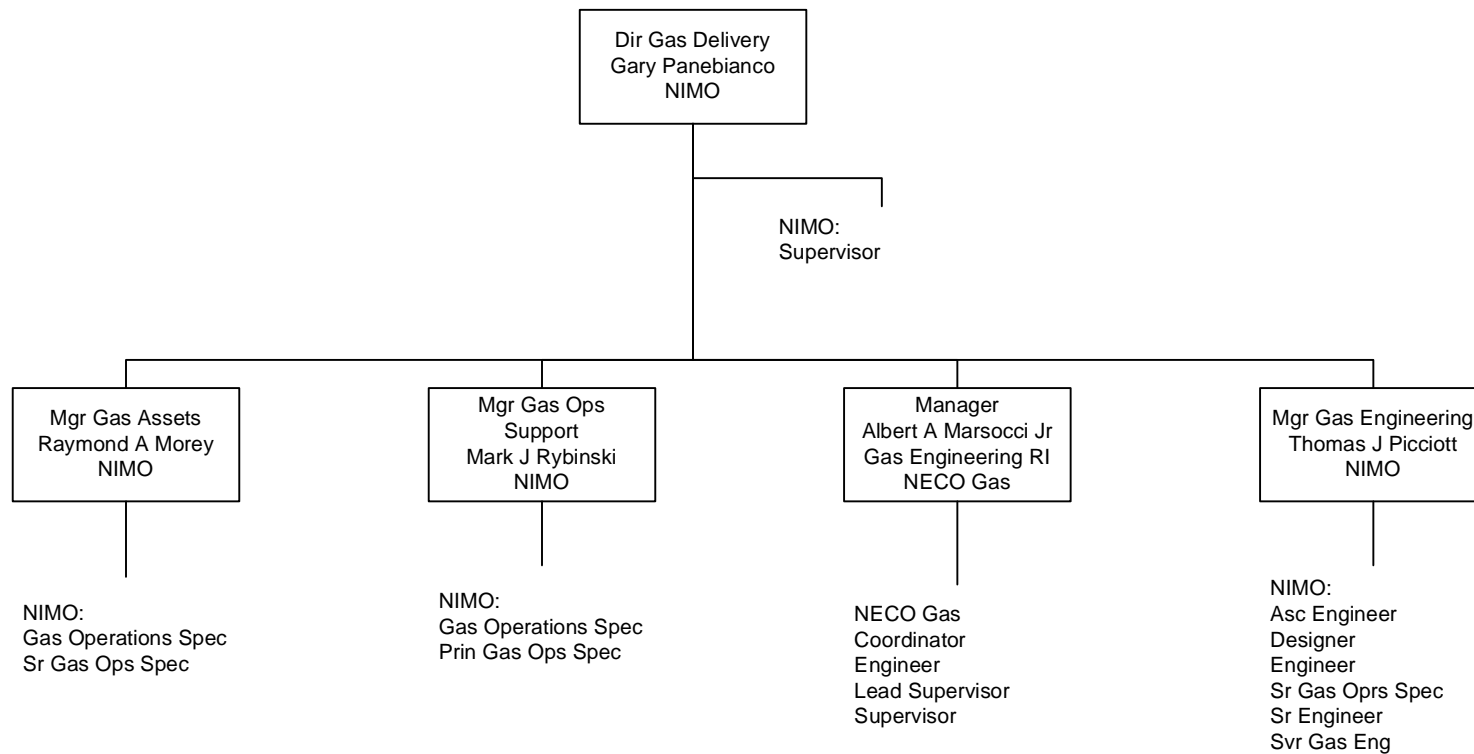 Dir Gas Delivery
Gary Panebianco
NIMO
NIMO:
Supervisor
Mgr Gas Assets
Raymond A Morey
NIMO
Mgr Gas Ops
Support
Mark J Rybinski
NIMO
Manager
Albert A Marsocci Jr
Gas Engineering RI
NECO Gas
Mgr Gas Engineering
Thomas J Picciott
NIMO
NIMO:
Gas Operations Spec
Sr Gas Ops Spec
NIMO:
Gas Operations Spec
Prin Gas Ops Spec
NECO Gas
Coordinator
Engineer
Lead Supervisor
Supervisor
NIMO:
Asc Engineer
Designer
Engineer
Sr Gas Oprs Spec
Sr Engineer
Svr Gas Eng